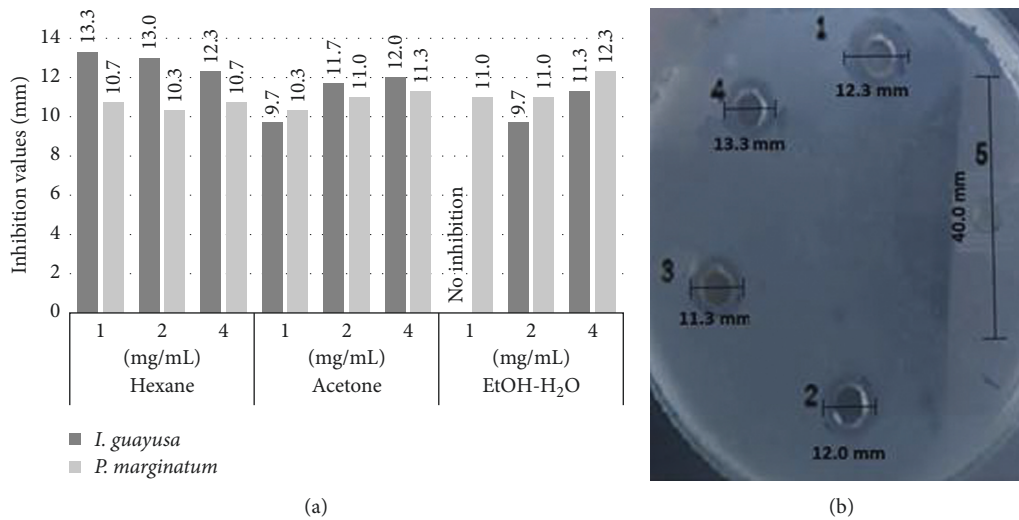 14
12
10
8
6
4
2
0
Inhibition values (mm)
13.3
10.7
13.0
10.3
12.3
10.7
9.7
10.3
11.7
11.0
12.0
11.3
No inhibition
11.0
9.7
11.0
11.3
12.3
1 2 4 1 2 4 1 2 4
(mg/mL) (mg/mL) (mg/mL)
Hexane Acetone EtOH-H₂O
I. guayusa
P. marginatum
(a)
1
12.3 mm
4
13.3 mm
5
40.0 mm
3
11.3 mm
2
12.0 mm
(b)